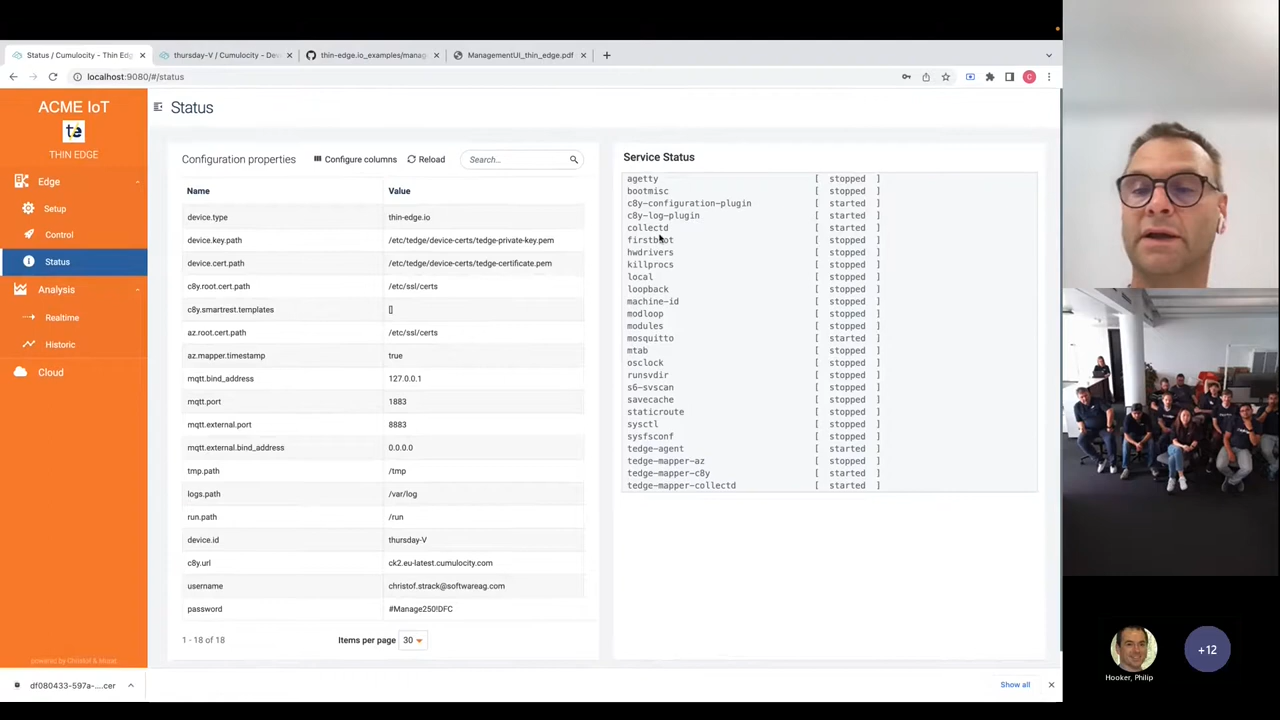 Status / Cumulocity - Thin Edg
thursday-V / Cumulocity - Dev
thin-edge.io_examples/manag
ManagementUI_thin_edge.pdf
localhost:9080/#/status
C
ACME IoT
te
THIN EDGE
Edge
Setup
Control
Status
Analysis
Realtime
Historic
Cloud
powered by Christof & Murat
Status
Configuration properties
Configure columns
Reload
Search...
Name Value
device.type thin-edge.io
device.key.path /etc/tedge/device-certs/tedge-private-key.pem
device.cert.path /etc/tedge/device-certs/tedge-certificate.pem
c8y.root.cert.path /etc/ssl/certs
c8y.smartrest.templates []
az.root.cert.path /etc/ssl/certs
az.mapper.timestamp true
mqtt.bind_address 127.0.0.1
mqtt.port 1883
mqtt.external.port 8883
mqtt.external.bind_address 0.0.0.0
tmp.path /tmp
logs.path /var/log
run.path /run
device.id thursday-V
c8y.url ck2.eu-latest.cumulocity.com
username christof.strack@softwareag.com
password #Manage250!DFC
1 - 18 of 18
Items per page 30
Service Status
agetty [ stopped ]
bootmisc [ stopped ]
c8y-configuration-plugin [ started ]
c8y-log-plugin [ started ]
collectd [ started ]
firstboot [ stopped ]
hwdrivers [ stopped ]
killprocs [ stopped ]
local [ stopped ]
loopback [ stopped ]
machine-id [ stopped ]
modloop [ stopped ]
modules [ stopped ]
mosquitto [ started ]
mtab [ stopped ]
osclock [ stopped ]
runsvdir [ stopped ]
s6-svscan [ stopped ]
savecache [ stopped ]
staticroute [ stopped ]
sysctl [ stopped ]
sysfsconf [ stopped ]
tedge-agent [ started ]
tedge-mapper-az [ stopped ]
tedge-mapper-c8y [ started ]
tedge-mapper-collectd [ started ]
df080433-597a-....cer
Show all
+12
Hooker, Philip